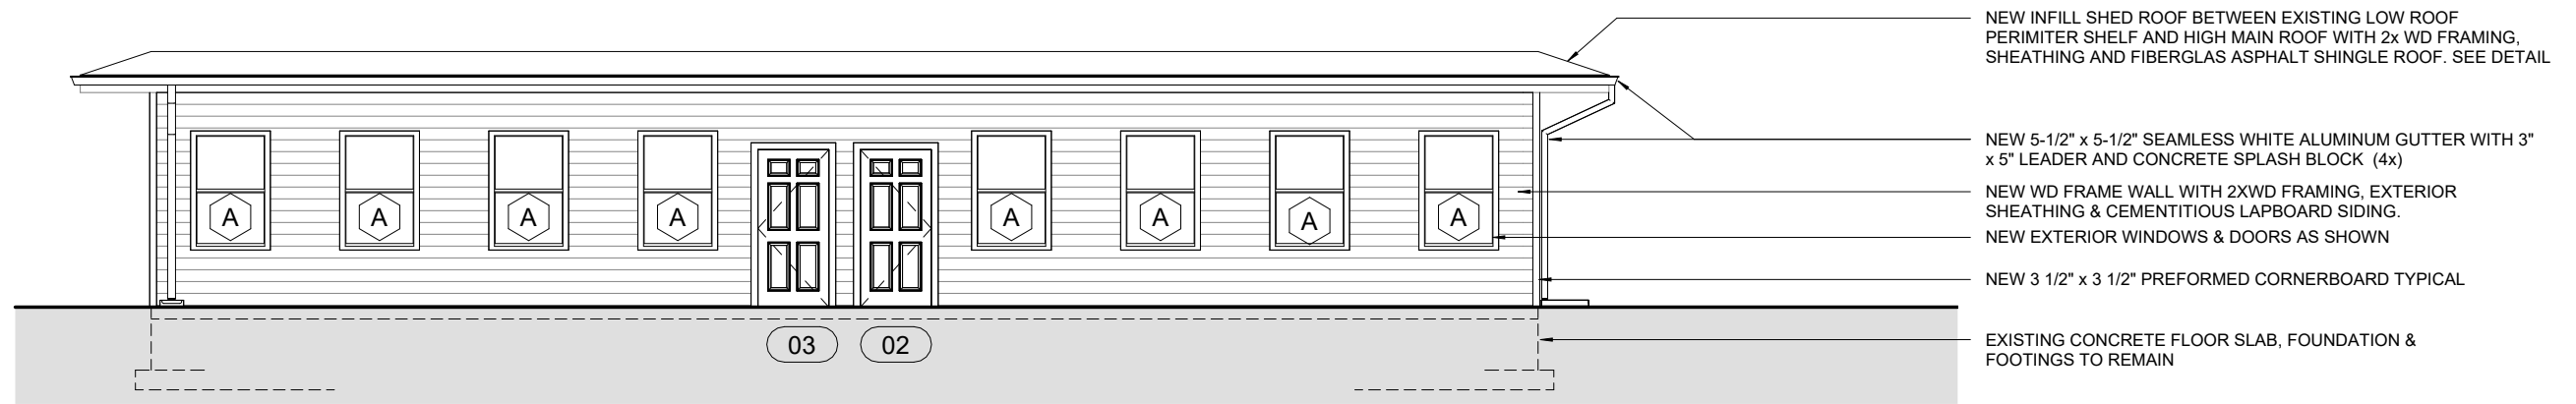 NEW INFILL SHED ROOF BETWEEN EXISTING LOW ROOF
PERIMITER SHELF AND HIGH MAIN ROOF WITH 2x WD FRAMING,
SHEATHING AND FIBERGLAS ASPHALT SHINGLE ROOF. SEE DETAIL
NEW 5-1/2" x 5-1/2" SEAMLESS WHITE ALUMINUM GUTTER WITH 3"
x 5" LEADER AND CONCRETE SPLASH BLOCK (4x)
NEW WD FRAME WALL WITH 2XWD FRAMING, EXTERIOR
SHEATHING & CEMENTITIOUS LAPBOARD SIDING.
NEW EXTERIOR WINDOWS & DOORS AS SHOWN
NEW 3 1/2" x 3 1/2" PREFORMED CORNERBOARD TYPICAL
EXISTING CONCRETE FLOOR SLAB, FOUNDATION &
FOOTINGS TO REMAIN
A A A A A A A A
03 02